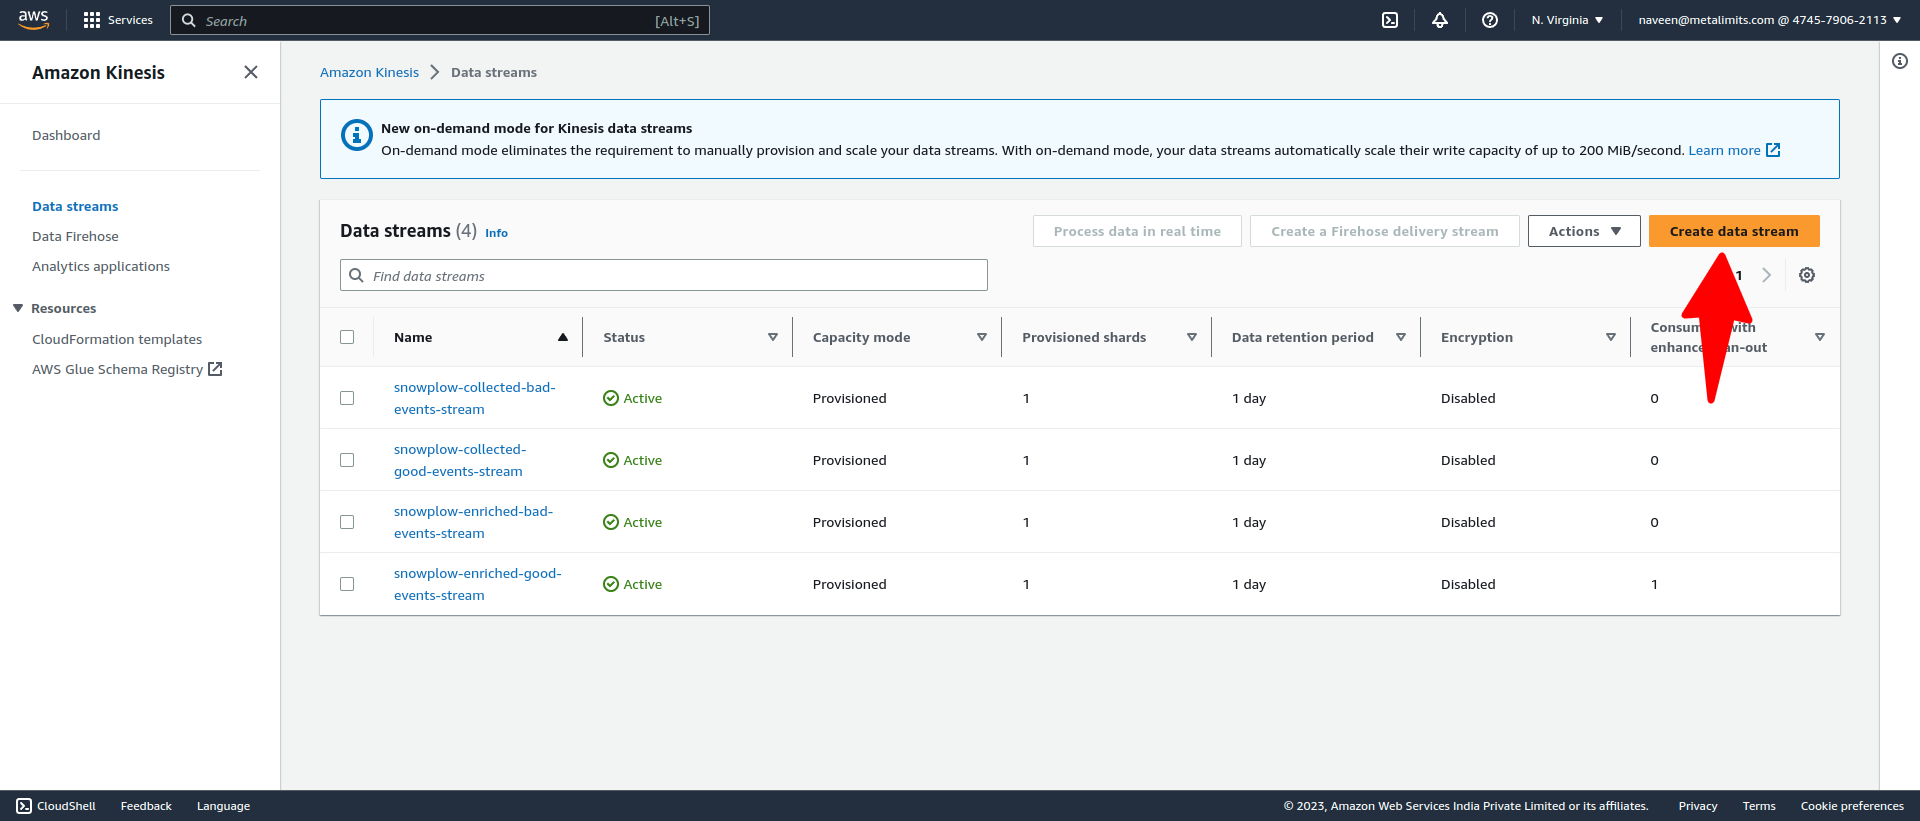 aws Services Search [Alt+S] N. Virginia naveen@metalimits.com @ 4745-7906-2113
Amazon Kinesis
Dashboard
Data streams
Data Firehose
Analytics applications
Resources
CloudFormation templates
AWS Glue Schema Registry
Amazon Kinesis Data streams
New on-demand mode for Kinesis data streams
On-demand mode eliminates the requirement to manually provision and scale your data streams. With on-demand mode, your data streams automatically scale their write capacity of up to 200 MiB/second. Learn more
Data streams (4) Info
Process data in real time Create a Firehose delivery stream Actions Create data stream
Find data streams
1
Name Status Capacity mode Provisioned shards Data retention period Encryption
snowplow-collected-bad-
events-stream
Active Provisioned 1 1 day Disabled 0
snowplow-collected-
good-events-stream
Active Provisioned 1 1 day Disabled 0
snowplow-enriched-bad-
events-stream
Active Provisioned 1 1 day Disabled 0
snowplow-enriched-good-
events-stream
Active Provisioned 1 1 day Disabled 1
CloudShell Feedback Language © 2023, Amazon Web Services India Private Limited or its affiliates. Privacy Terms Cookie preferences